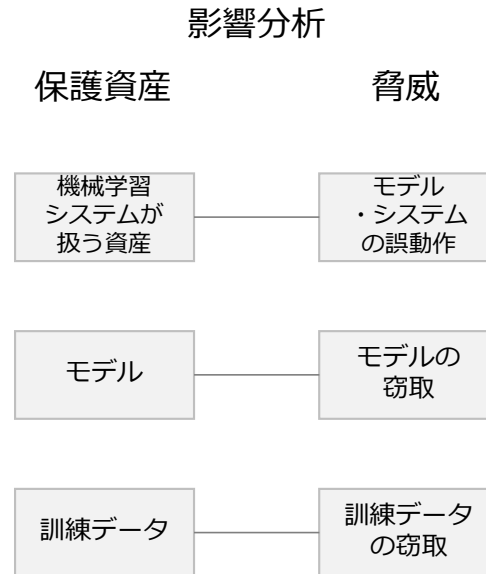 影響分析
保護資産
脅威
機械学習
システムが
扱う資産
モデル
・システム
の誤動作
モデル
モデルの
窃取
訓練データ
訓練データ
の窃取